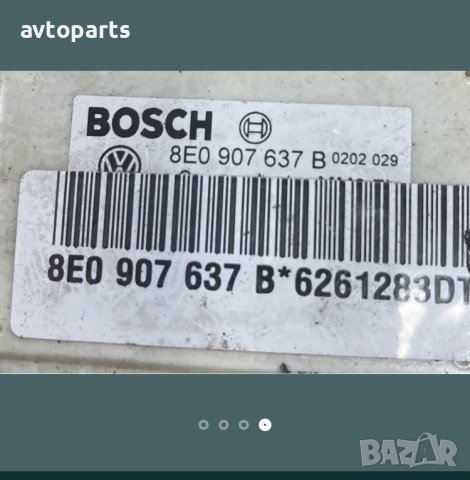 avtoparts
BOSCH
8E0 907 637 B 0202 029
8E0 907 637 B*6261283DT
BAZAR